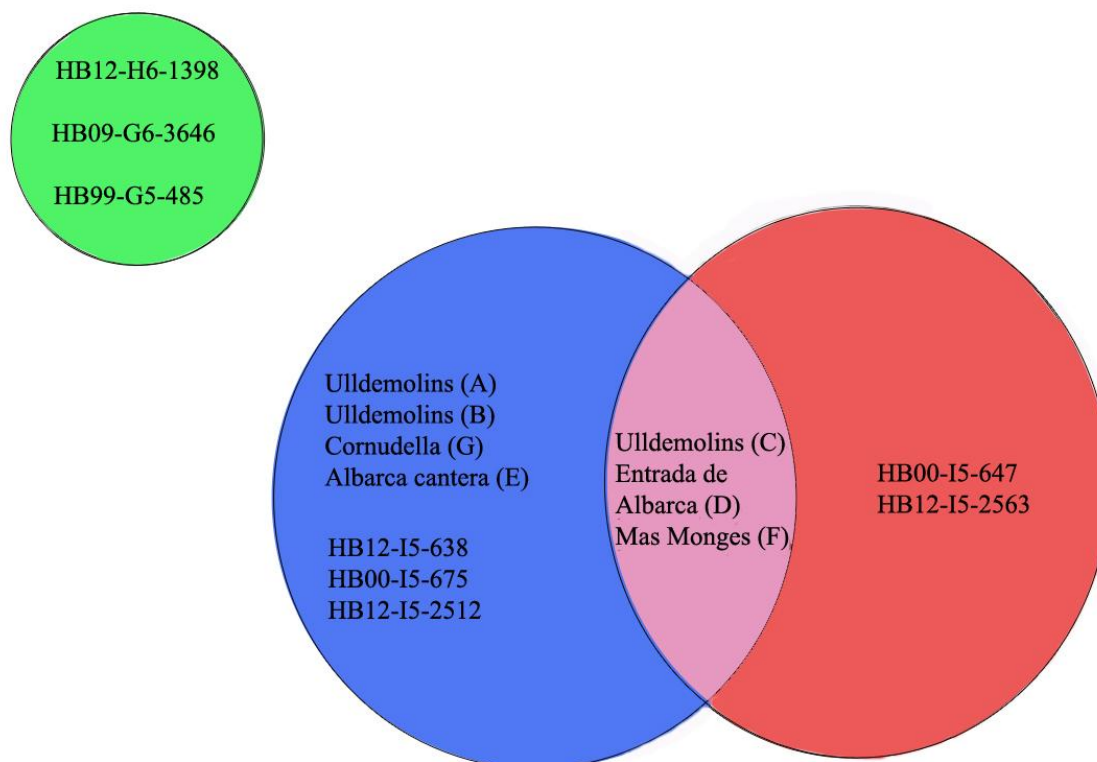 HB12-H6-1398
HB09-G6-3646
HB99-G5-485
Ulldemolins (A)
Ulldemolins (B)
Cornudella (G)
Albarca cantera (E)
HB12-I5-638
HB00-I5-675
HB12-I5-2512
Ulldemolins (C)
Entrada de
Albarca (D)
Mas Monges (F)
HB00-I5-647
HB12-I5-2563